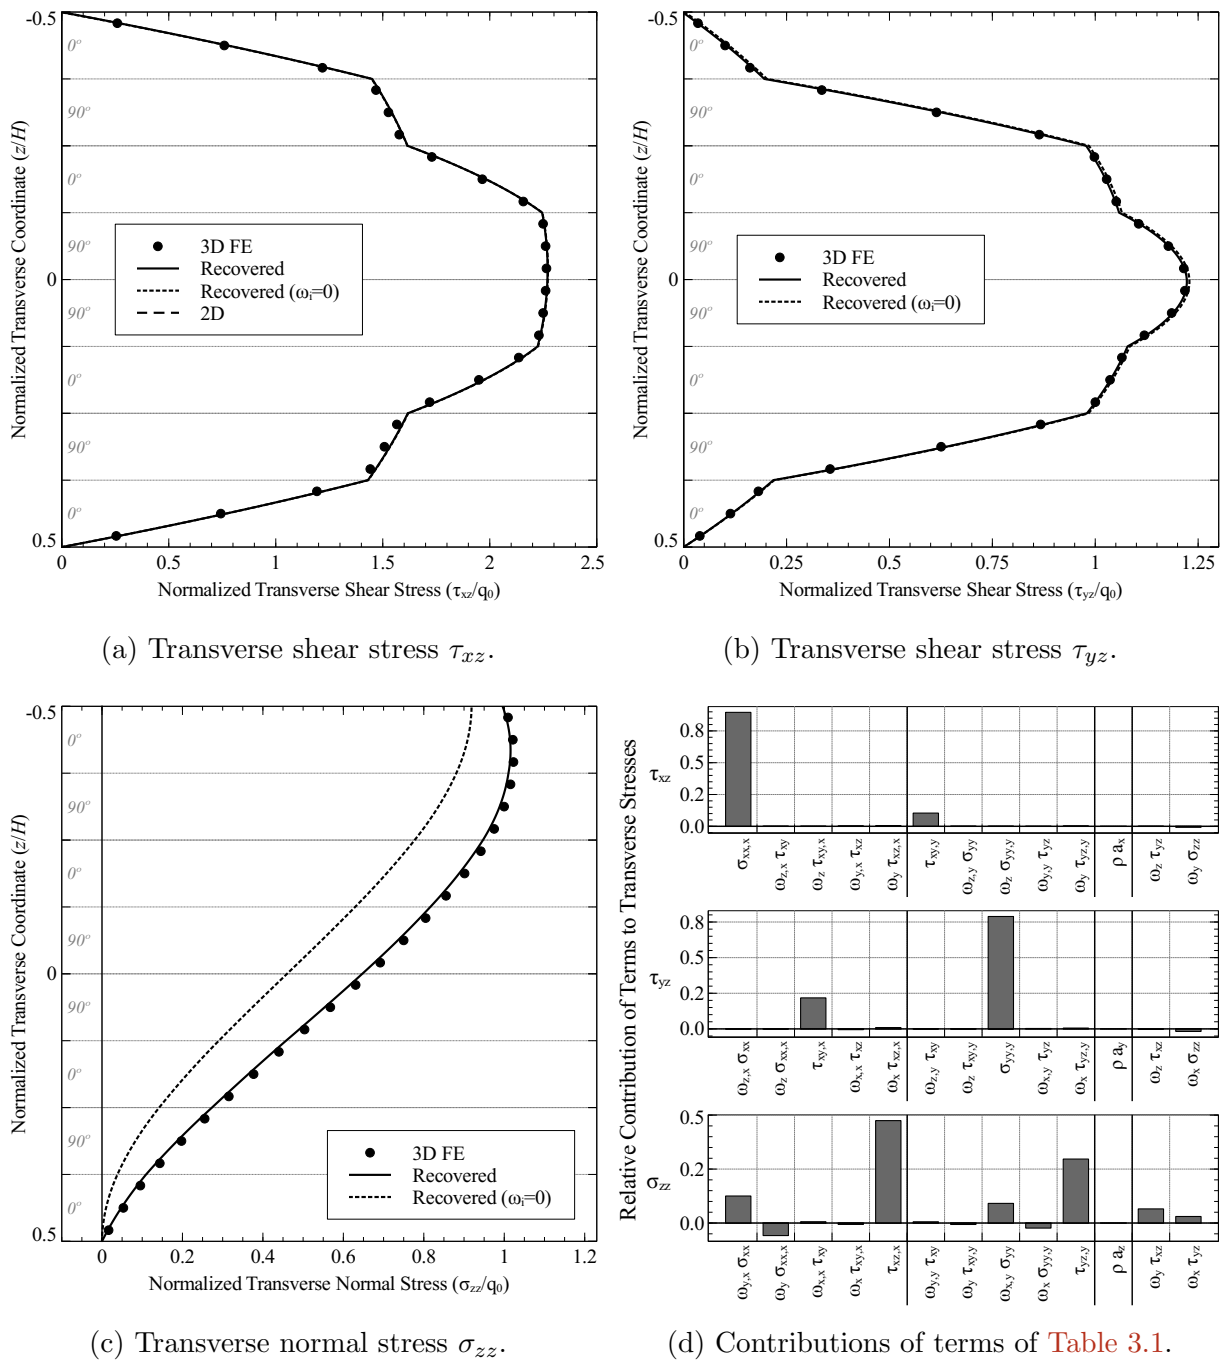 -0.5
0°
90°
0°
90°
0
90°
0°
90°
0°
0.5
Normalized Transverse Coordinate (z/H)
3D FE
Recovered
Recovered (ωi=0)
2D
0 0.5 1 1.5 2 2.5
Normalized Transverse Shear Stress (τxz/q0)
(a) Transverse shear stress τxz.
-0.5
0°
90°
0°
90°
0
90°
0°
90°
0°
0.5
Normalized Transverse Coordinate (z/H)
3D FE
Recovered
Recovered (ωi=0)
0 0.25 0.5 0.75 1 1.25
Normalized Transverse Shear Stress (τyz/q0)
(b) Transverse shear stress τyz.
-0.5
0°
90°
0°
90°
0
90°
0°
90°
0°
0.5
Normalized Transverse Coordinate (z/H)
3D FE
Recovered
Recovered (ωi=0)
0 0.2 0.4 0.6 0.8 1 1.2
Normalized Transverse Normal Stress (σzz/q0)
(c) Transverse normal stress σzz.
Relative Contribution of Terms to Transverse Stresses
τxz
0.8
0.5
0.2
0.0
σxx,x
ωz,x τxy
ωz τxy,x
ωy,x τxz
ωy τxz,x
τxy,y
ωz,y σyy
ωz σyy,y
ωy,y τyz
ωy τyz,y
ρ ax
ωz τyz
ωy σzz
τyz
0.8
0.5
0.2
0.0
ωz,x σxx
ωz σxx,x
τxy,x
ωx,x τxz
ωx τxz,x
ωz,y τxy
ωz τxy,y
σyy,y
ωx,y τyz
ωx τyz,y
ρ ay
ωz τxz
ωx σzz
σzz
0.5
0.2
0.0
ωy,x σxx
ωy σxx,x
ωx,x τxy
ωx τxy,x
τxz,x
ωy,y τxy
ωy τxy,y
ωx,y σyy
ωx σyy,y
τyz,y
ρ az
ωy τxz
ωx τyz
(d) Contributions of terms of Table 3.1.